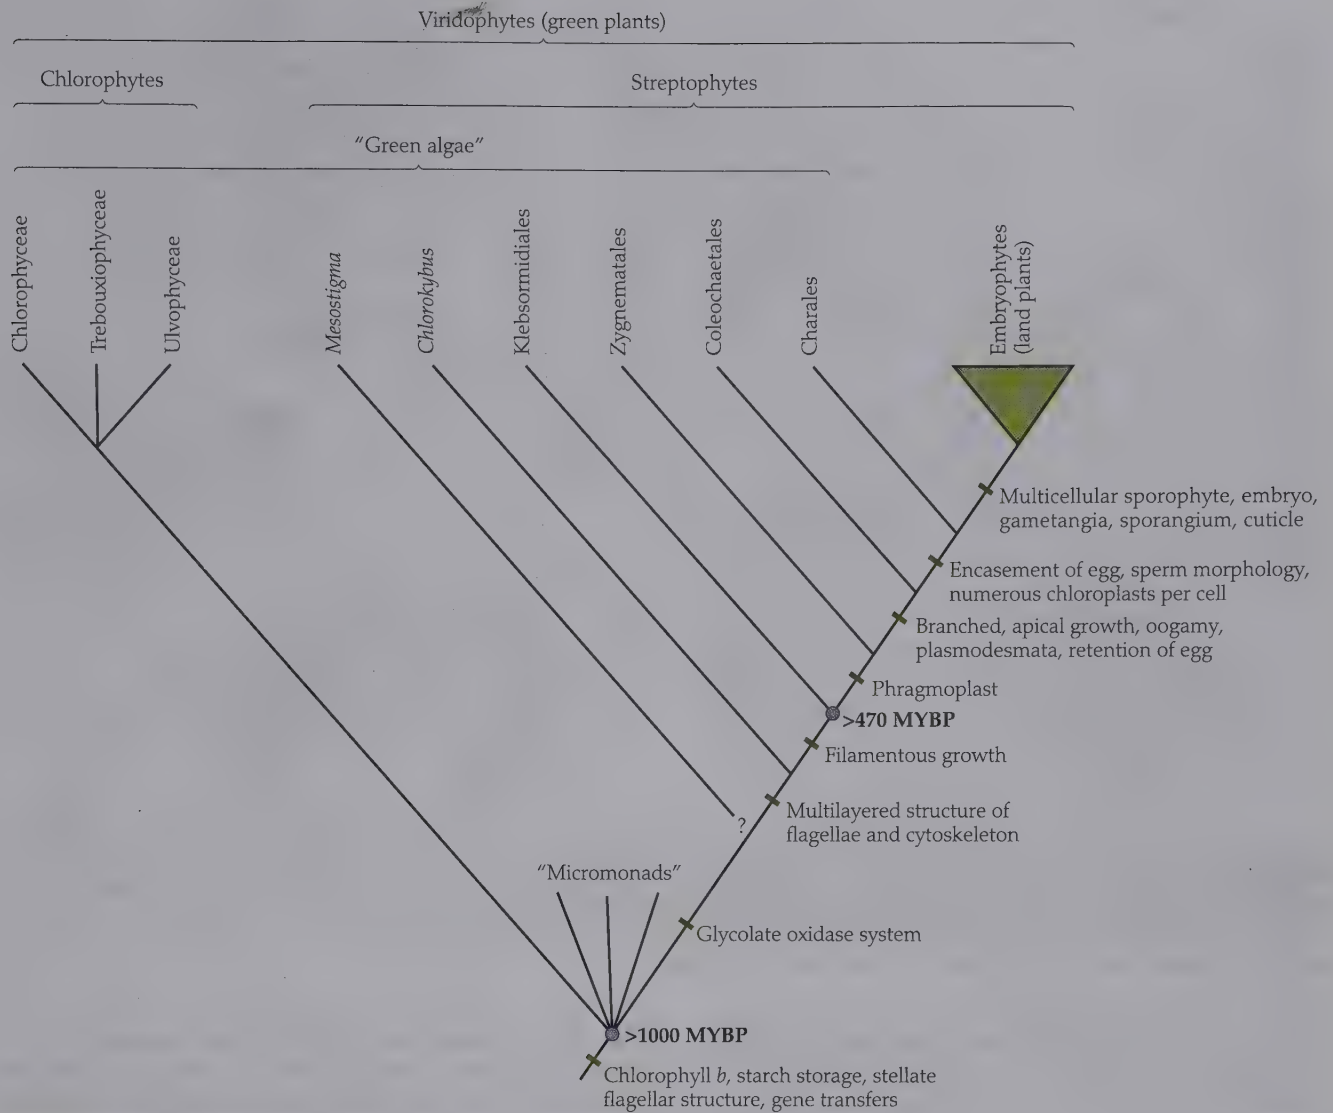 Viridophytes (green plants)
Chlorophytes
Streptophytes
"Green algae"
Chlorophyceae
Trebouxiophyceae
Ulvophyceae
Mesostigma
Chlorokybus
Klebsormidiales
Zygnematales
Coleochaetales
Charales
Embryophytes
(land plants)
Multicellular sporophyte, embryo,
gametangia, sporangium, cuticle
Encasement of egg, sperm morphology,
numerous chloroplasts per cell
Branched, apical growth, oogamy,
plasmodesmata, retention of egg
Phragmoplast
>470 MYBP
Filamentous growth
Multilayered structure of
flagellae and cytoskeleton
?
"Micromonads"
Glycolate oxidase system
>1000 MYBP
Chlorophyll b, starch storage, stellate
flagellar structure, gene transfers